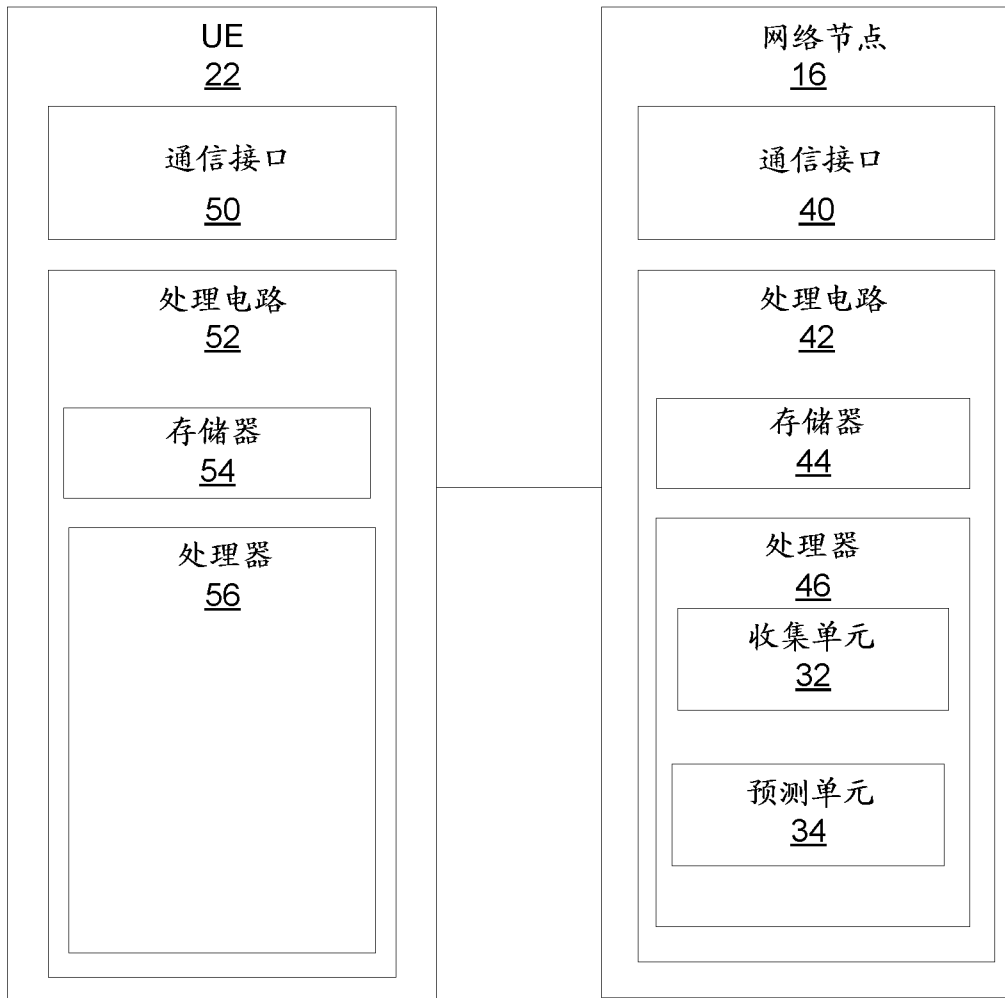 UE
22
通信接口
50
处理电路
52
存储器
54
处理器
56
网络节点
16
通信接口
40
处理电路
42
存储器
44
处理器
46
收集单元
32
预测单元
34